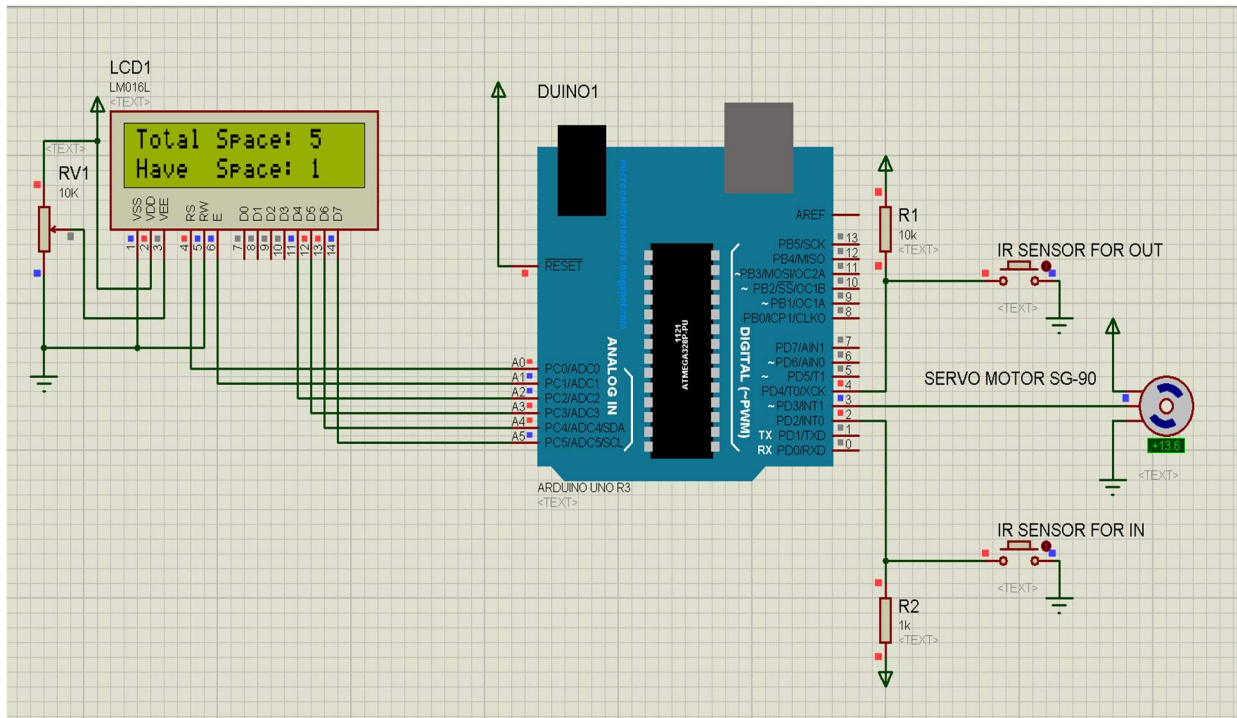 LCD1
LM016L
<TEXT>
Total Space: 5
Have Space: 1
<TEXT>
RV1
10K
VSS VDD VEE RS RW E D0 D1 D2 D3 D4 D5 D6 D7
1 2 3 4 5 6 7 8 9 10 11 12 13 14
DUINO1
microcontrolandos.blogspot.com
RESET
AREF
PB5/SCK 13
PB4/MISO 12
~PB3/MOSI/OC2A 11
~ PB2/SS/OC1B 10
~ PB1/OC1A 9
PB0/ICP1/CLKO 8
PD7/AIN1 7
~PD6/AIN0 6
~ PD5/T1 5
PD4/T0/XCK 4
~ PD3/INT1 3
PD2/INT0 2
TX PD1/TXD 1
RX PD0/RXD 0
DIGITAL (~PWM)
1121
ATMEGA328P-PU
ANALOG IN
A0 PC0/ADC0
A1 PC1/ADC1
A2 PC2/ADC2
A3 PC3/ADC3
A4 PC4/ADC4/SDA
A5 PC5/ADC5/SCL
ARDUINO UNO R3
<TEXT>
R1
10k
<TEXT>
IR SENSOR FOR OUT
<TEXT>
SERVO MOTOR SG-90
+13.6
<TEXT>
IR SENSOR FOR IN
<TEXT>
R2
1k
<TEXT>